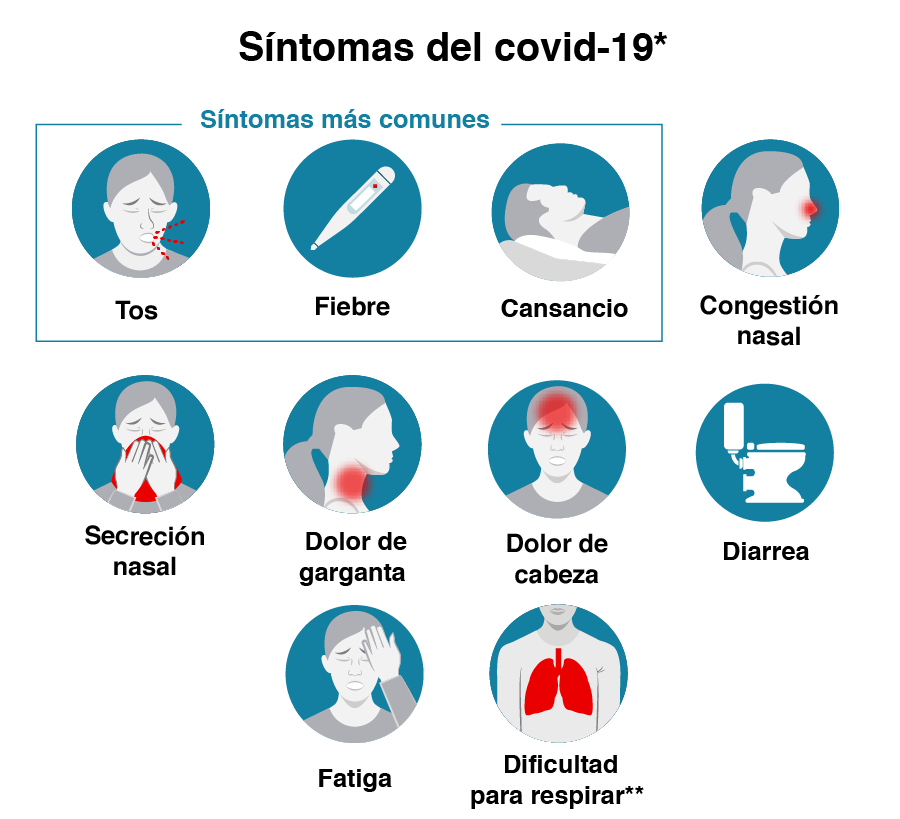 Síntomas del covid-19*
Síntomas más comunes
Tos
Fiebre
Cansancio
Congestión
nasal
Secreción
nasal
Dolor de
garganta
Dolor de
cabeza
Diarrea
Fatiga
Dificultad
para respirar**